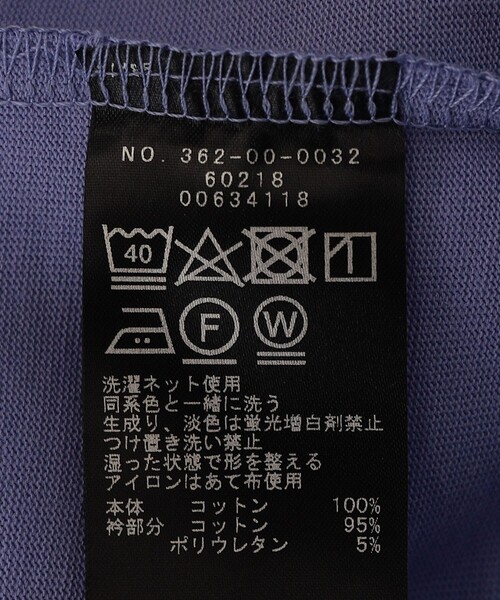 NO. 362-00-0032
60218
00634118
40
F W
洗濯ネット使用
同系色と一緒に洗う
生成り、淡色は蛍光増白剤禁止
つけ置き洗い禁止
湿った状態で形を整える
アイロンはあて布使用
本体 コットン 100%
衿部分 コットン 95%
ポリウレタン 5%